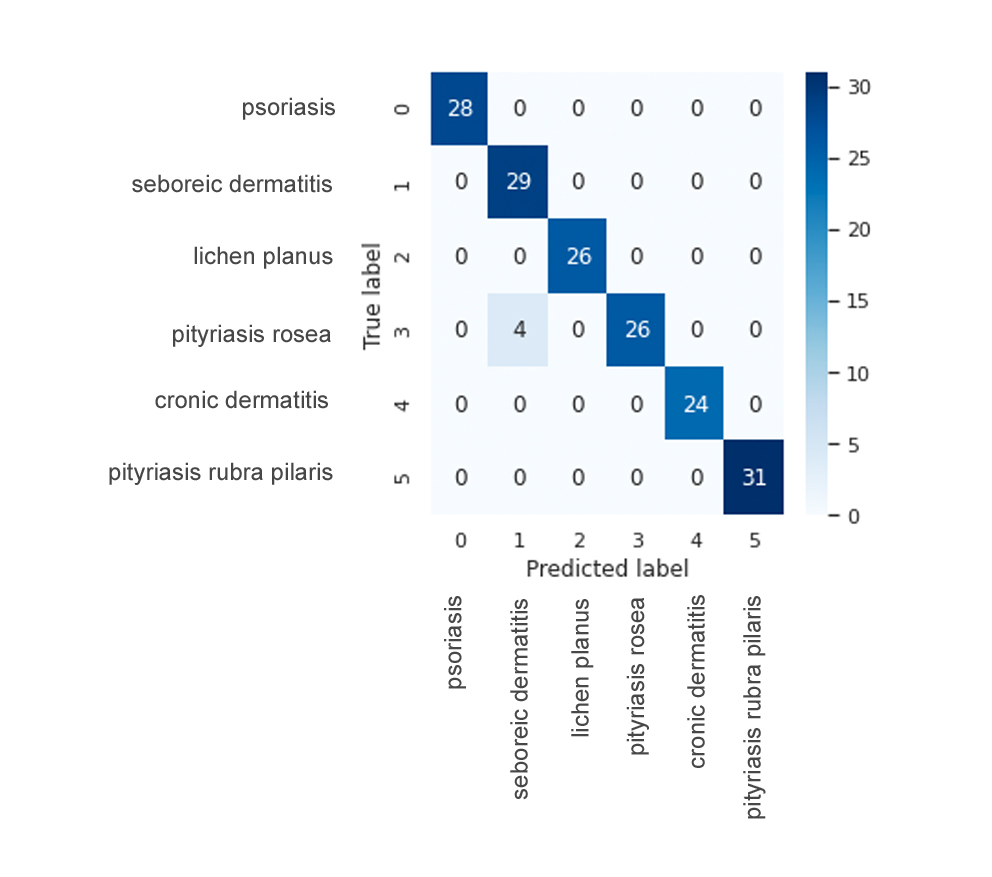 psoriasis 0 28 0 0 0 0 0
seboreic dermatitis 1 0 29 0 0 0 0
lichen planus 2 0 0 26 0 0 0
pityriasis rosea 3 0 4 0 26 0 0
cronic dermatitis 4 0 0 0 0 24 0
pityriasis rubra pilaris 5 0 0 0 0 0 31
True label
0 1 2 3 4 5
Predicted label
psoriasis
seboreic dermatitis
lichen planus
pityriasis rosea
cronic dermatitis
pityriasis rubra pilaris
30
25
20
15
10
5
0